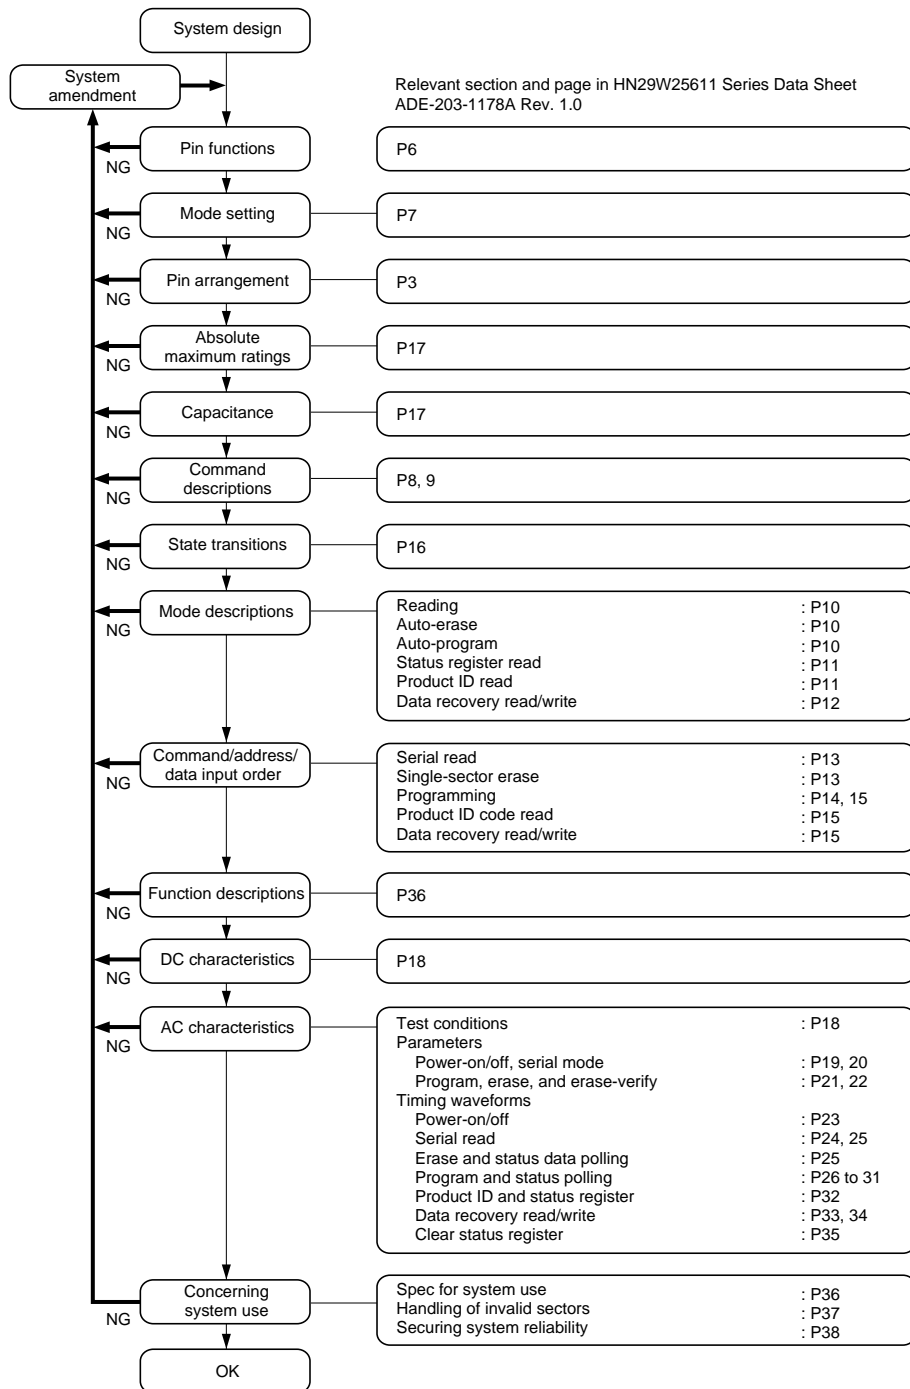 System design
System
amendment
Relevant section and page in HN29W25611 Series Data Sheet
ADE-203-1178A Rev. 1.0
Pin functions
NG
P6
Mode setting
NG
P7
Pin arrangement
NG
P3
Absolute
maximum ratings
NG
P17
Capacitance
NG
P17
Command
descriptions
NG
P8, 9
State transitions
NG
P16
Mode descriptions
NG
Reading : P10
Auto-erase : P10
Auto-program : P10
Status register read : P11
Product ID read : P11
Data recovery read/write : P12
Command/address/
data input order
NG
Serial read : P13
Single-sector erase : P13
Programming : P14, 15
Product ID code read : P15
Data recovery read/write : P15
Function descriptions
NG
P36
DC characteristics
NG
P18
AC characteristics
NG
Test conditions : P18
Parameters
Power-on/off, serial mode : P19, 20
Program, erase, and erase-verify : P21, 22
Timing waveforms
Power-on/off : P23
Serial read : P24, 25
Erase and status data polling : P25
Program and status polling : P26 to 31
Product ID and status register : P32
Data recovery read/write : P33, 34
Clear status register : P35
Concerning
system use
NG
Spec for system use : P36
Handling of invalid sectors : P37
Securing system reliability : P38
OK